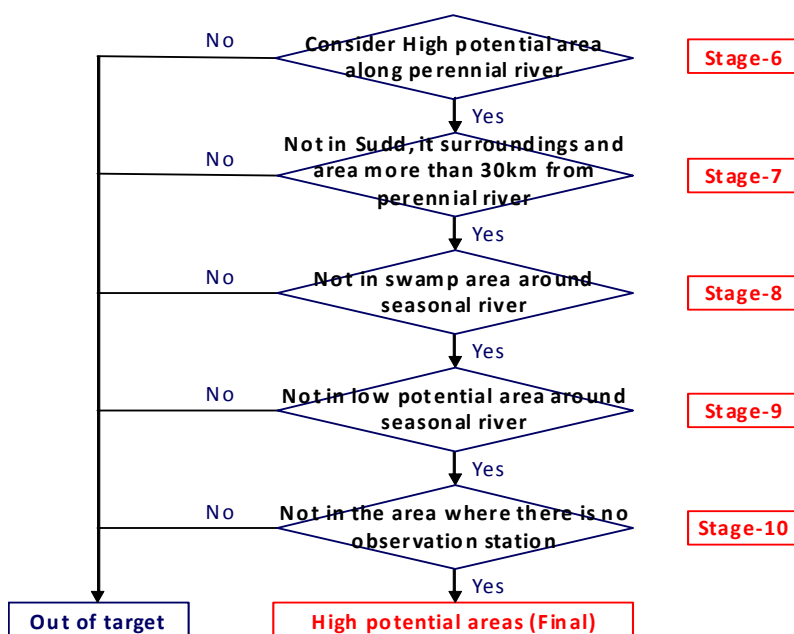 No
Consider High potential area
along perennial river
Stage-6
Yes
No
Not in Sudd, it surroundings and
area more than 30km from
perennial river
Stage-7
Yes
No
Not in swamp area around
seasonal river
Stage-8
Yes
No
Not in low potential area around
seasonal river
Stage-9
Yes
No
Not in the area where there is no
observation station
Stage-10
Yes
Out of target
High potential areas (Final)